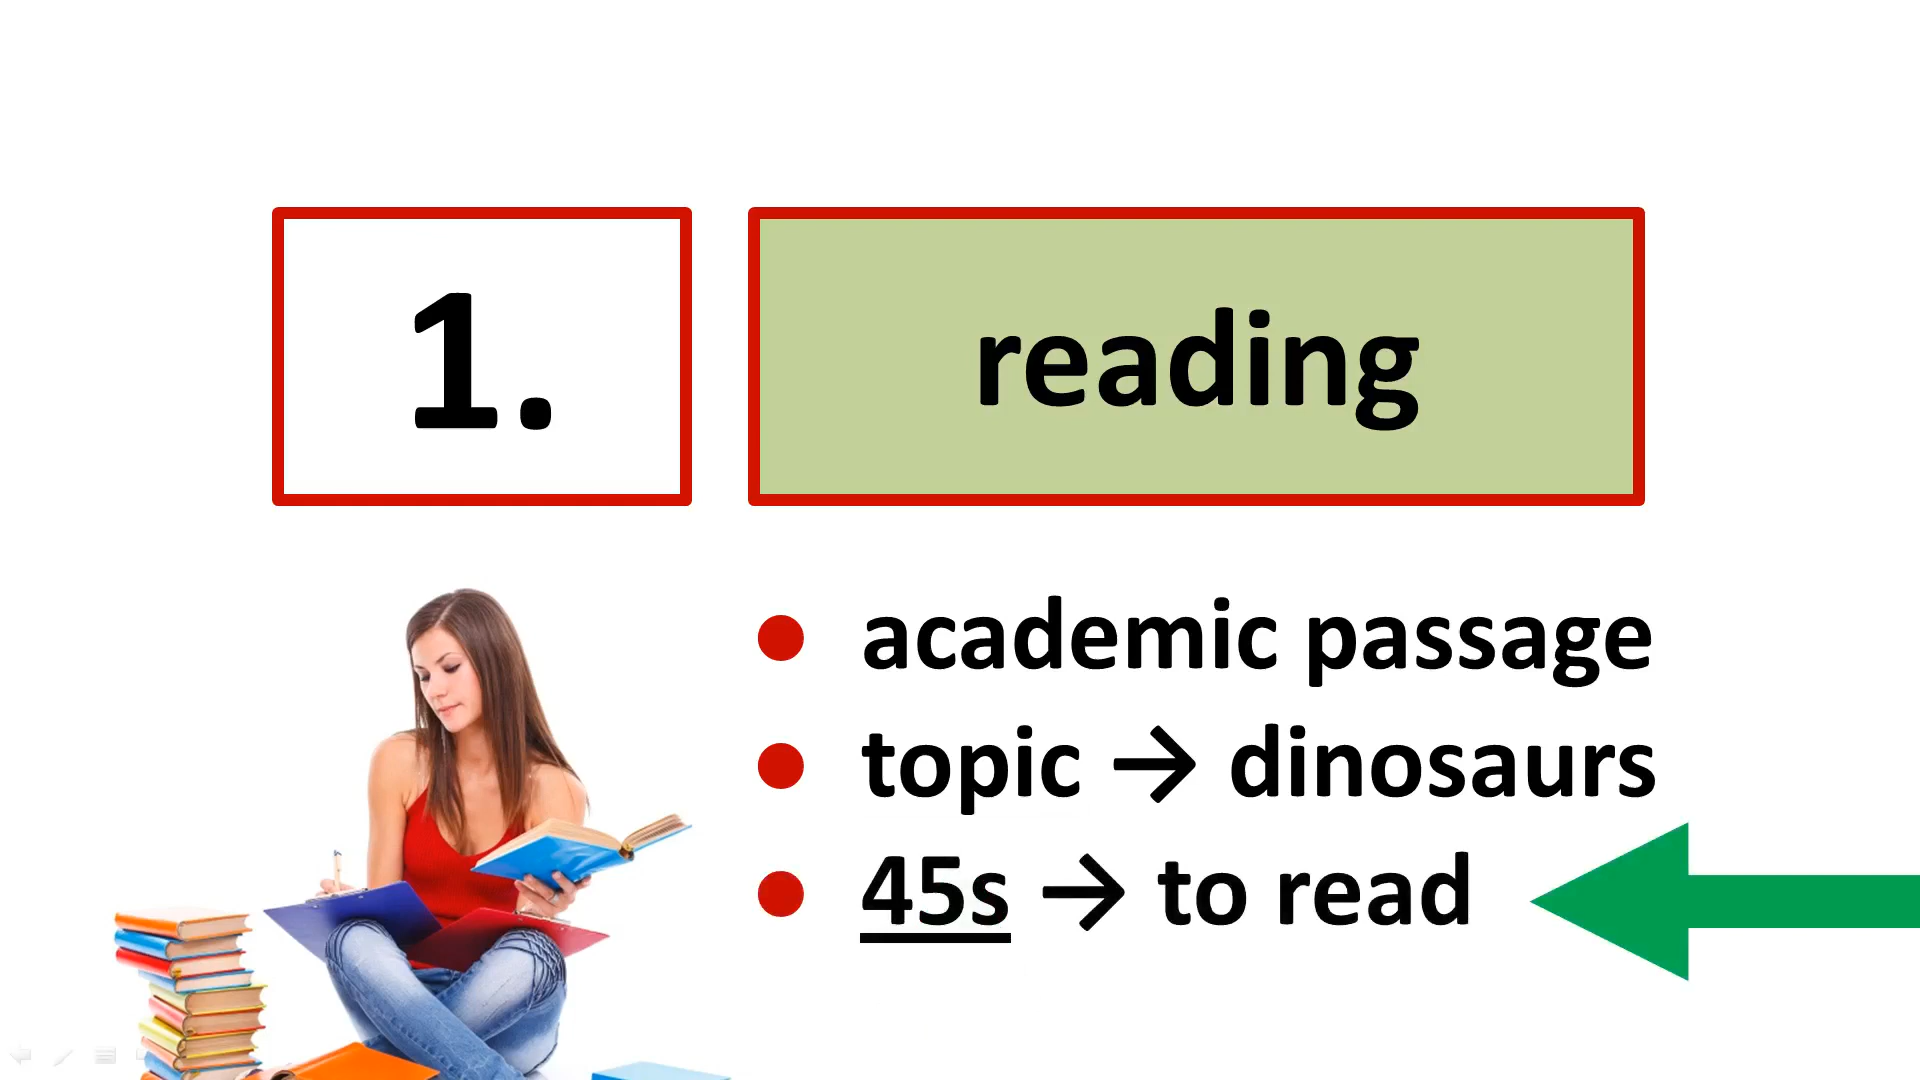 1.
reading
● academic passage
● topic → dinosaurs
● 45s → to read